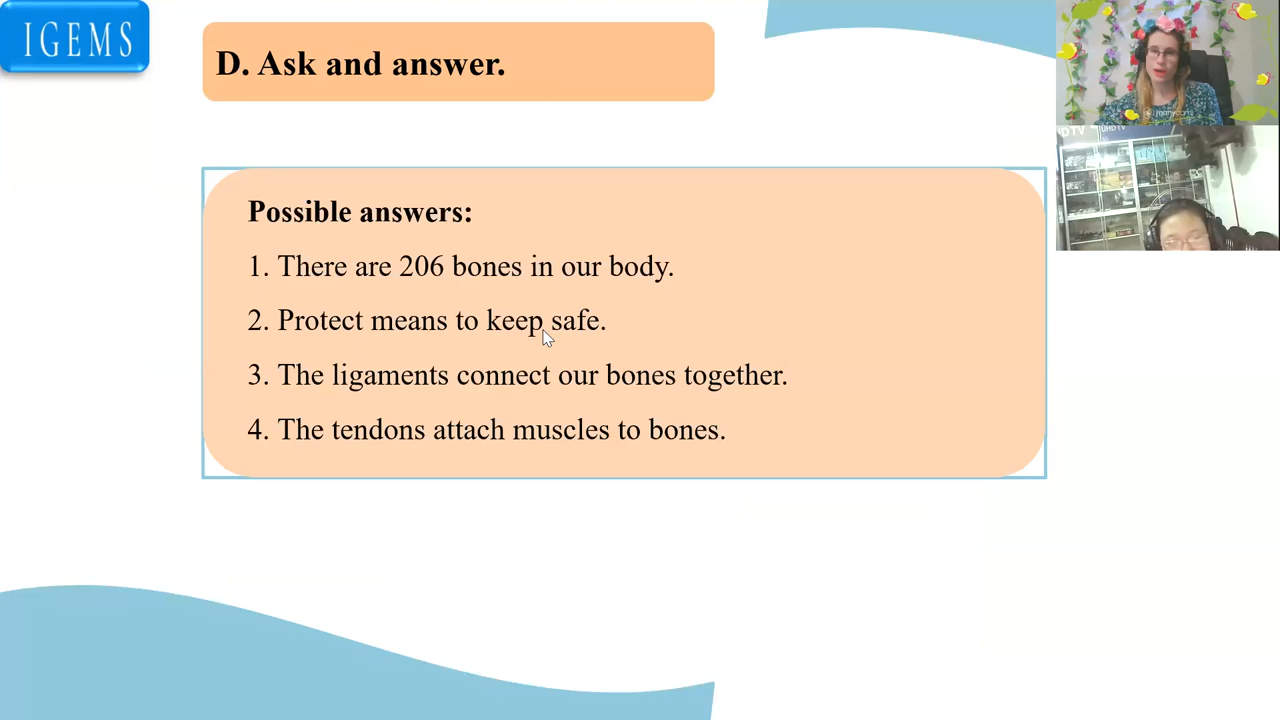 IGEMS
D. Ask and answer.
Possible answers:
1. There are 206 bones in our body.
2. Protect means to keep safe.
3. The ligaments connect our bones together.
4. The tendons attach muscles to bones.
UHDTV